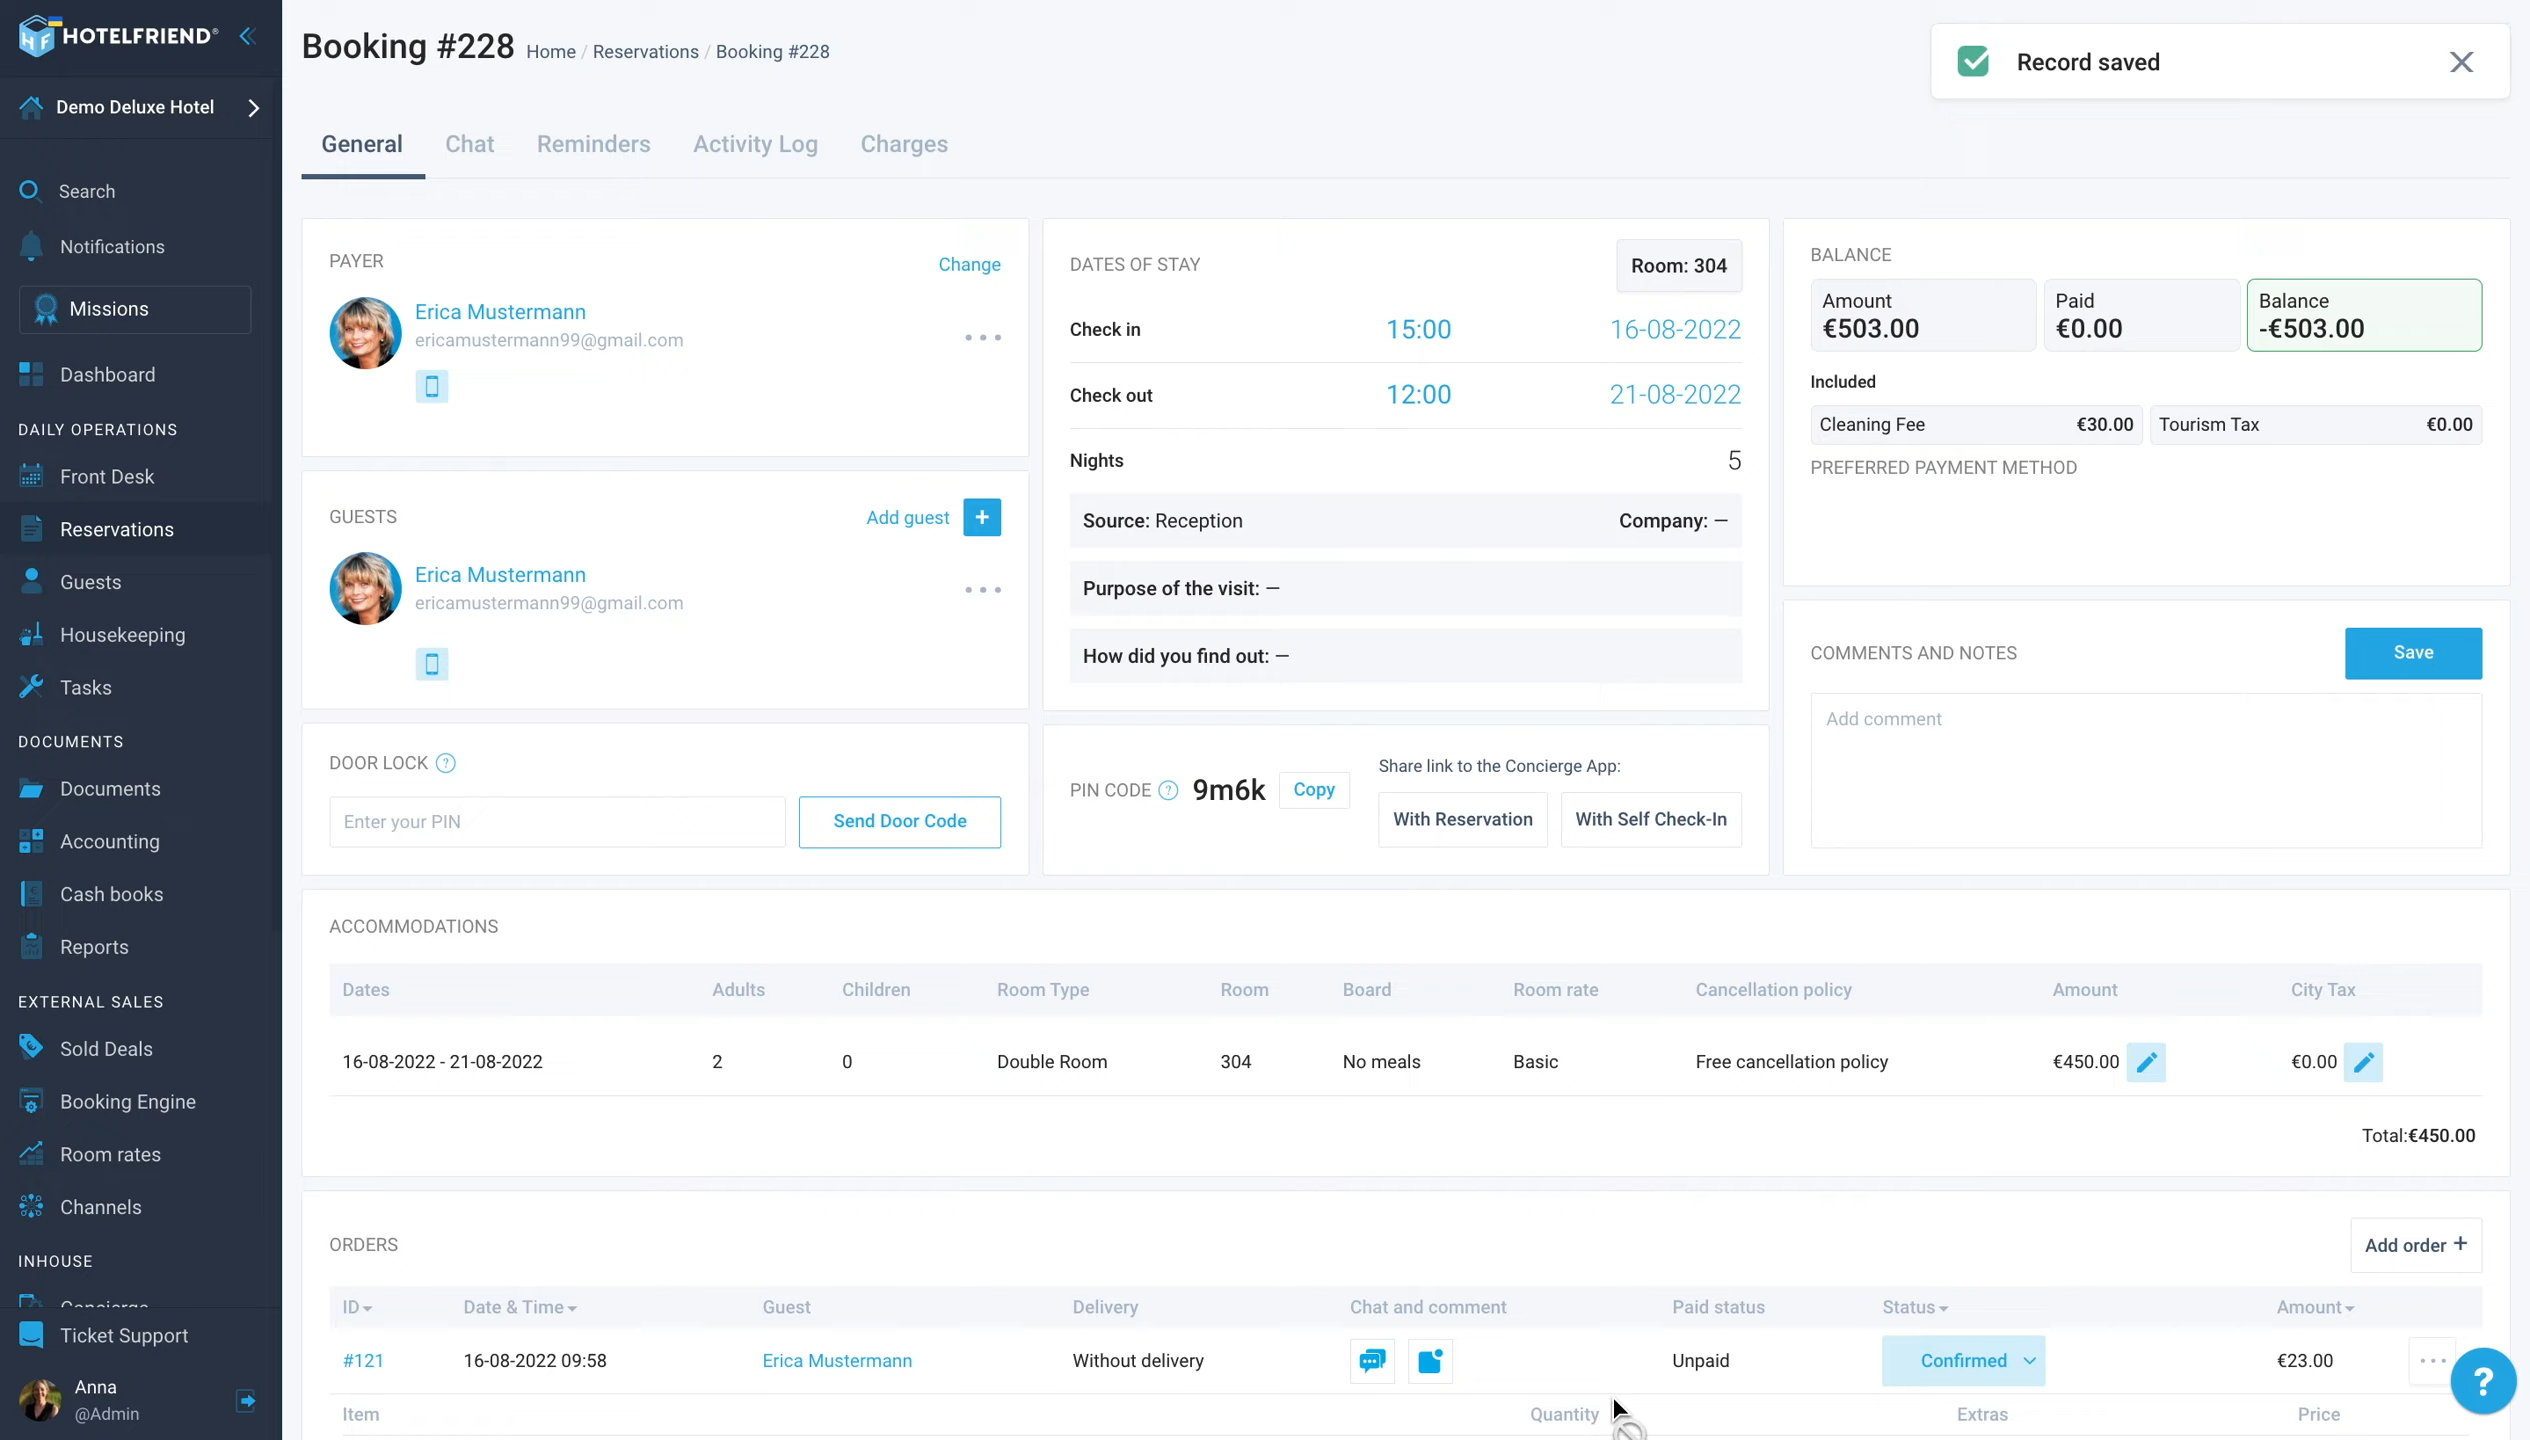 HOTELFRIEND®
Demo Deluxe Hotel
Search
Notifications
Missions
Dashboard
DAILY OPERATIONS
Front Desk
Reservations
Guests
Housekeeping
Tasks
DOCUMENTS
Documents
Accounting
Cash books
Reports
EXTERNAL SALES
Sold Deals
Booking Engine
Room rates
Channels
INHOUSE
Concierge
Ticket Support
Anna
@Admin
Booking #228 Home / Reservations / Booking #228
Record saved
General Chat Reminders Activity Log Charges
PAYER Change
Erica Mustermann
ericamustermann99@gmail.com
GUESTS Add guest +
Erica Mustermann
ericamustermann99@gmail.com
DOOR LOCK ?
Enter your PIN Send Door Code
DATES OF STAY Room: 304
Check in 15:00 16-08-2022
Check out 12:00 21-08-2022
Nights 5
Source: Reception Company: —
Purpose of the visit: —
How did you find out: —
PIN CODE ? 9m6k Copy
Share link to the Concierge App:
With Reservation With Self Check-In
BALANCE
Amount Paid Balance
€503.00 €0.00 -€503.00
Included
Cleaning Fee €30.00 Tourism Tax €0.00
PREFERRED PAYMENT METHOD
COMMENTS AND NOTES Save
Add comment
ACCOMMODATIONS
Dates Adults Children Room Type Room Board Room rate Cancellation policy Amount City Tax
16-08-2022 - 21-08-2022 2 0 Double Room 304 No meals Basic Free cancellation policy €450.00 €0.00
Total:€450.00
ORDERS Add order +
ID Date & Time Guest Delivery Chat and comment Paid status Status Amount
#121 16-08-2022 09:58 Erica Mustermann Without delivery Unpaid Confirmed €23.00
Item Quantity Extras Price
?